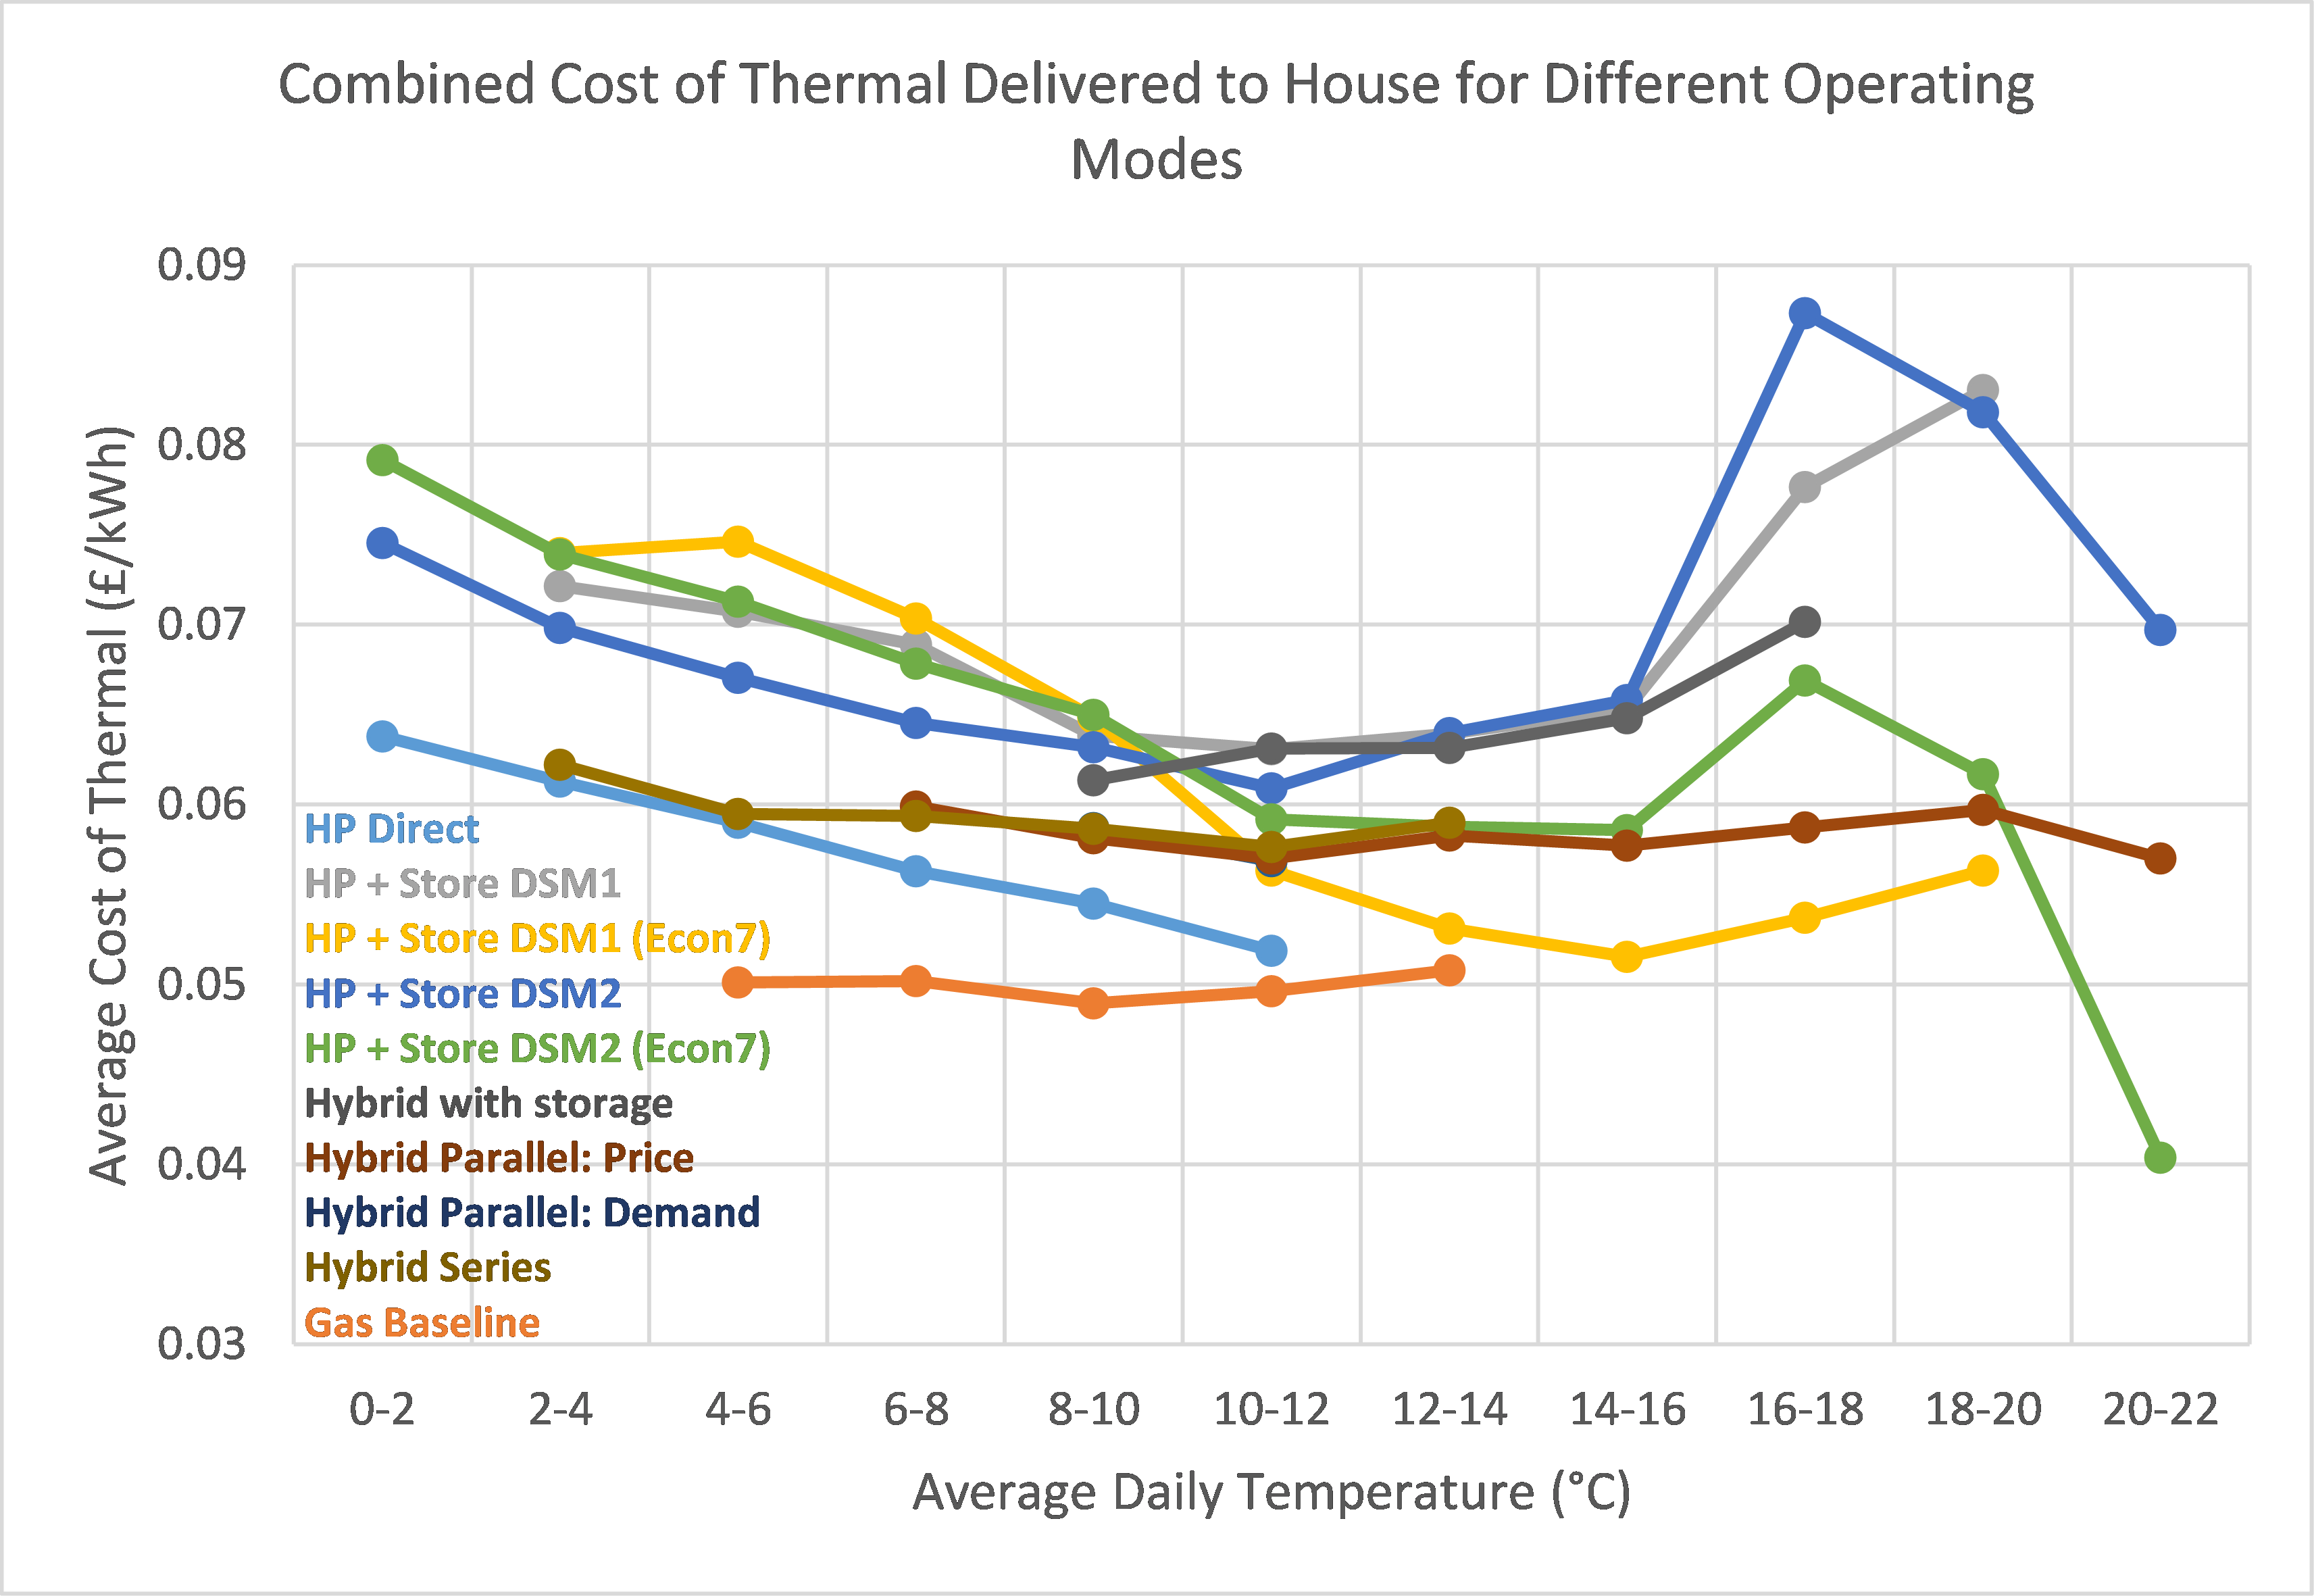 Combined Cost of Thermal Delivered to House for Different Operating
Modes
Average Cost of Thermal (£/kWh)
0.09
0.08
0.07
0.06
0.05
0.04
0.03
HP Direct
HP + Store DSM1
HP + Store DSM1 (Econ7)
HP + Store DSM2
HP + Store DSM2 (Econ7)
Hybrid with storage
Hybrid Parallel: Price
Hybrid Parallel: Demand
Hybrid Series
Gas Baseline
0-2 2-4 4-6 6-8 8-10 10-12 12-14 14-16 16-18 18-20 20-22
Average Daily Temperature (°C)